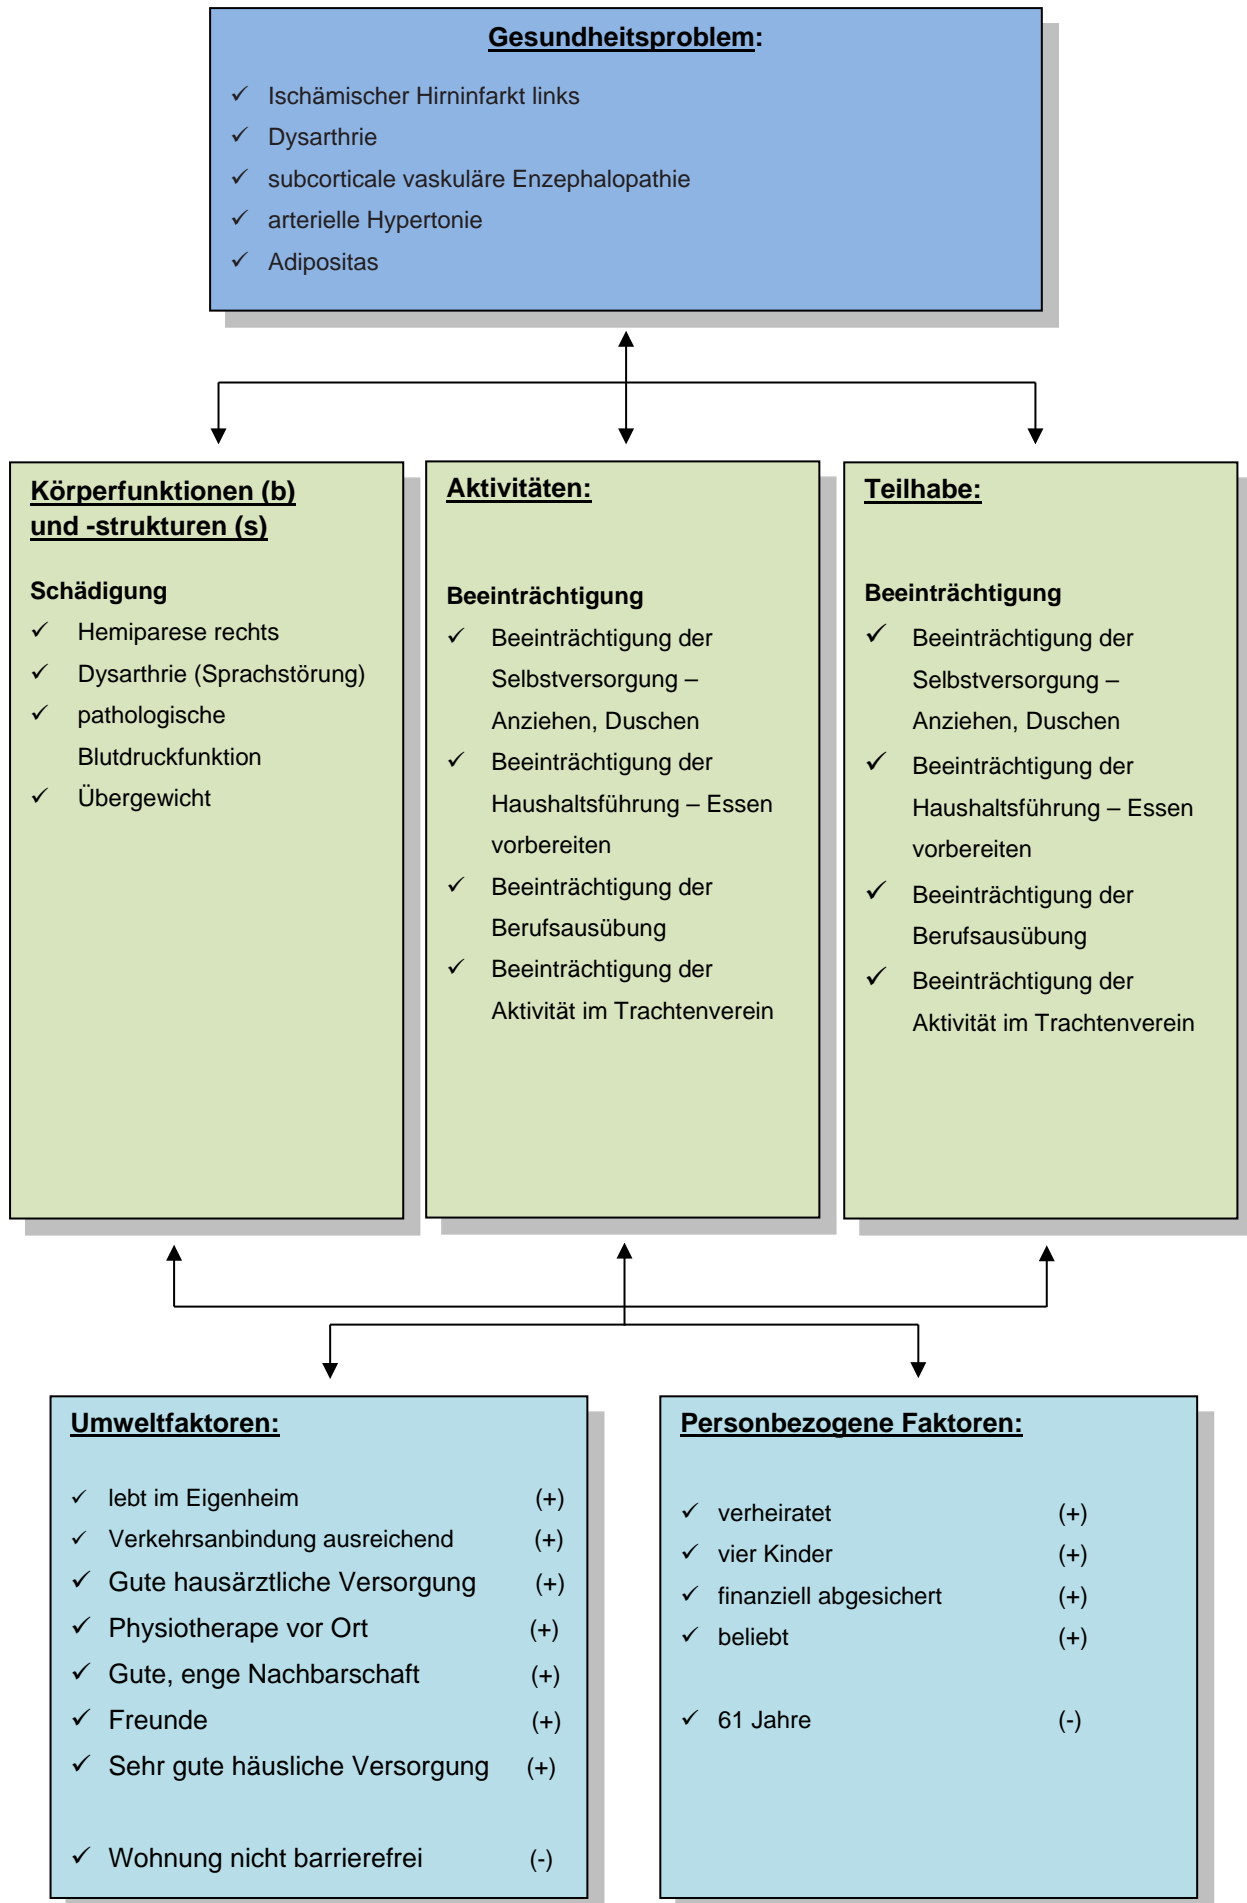 Gesundheitsproblem:
✓ Ischämischer Hirninfarkt links
✓ Dysarthrie
✓ subcorticale vaskuläre Enzephalopathie
✓ arterielle Hypertonie
✓ Adipositas
Körperfunktionen (b)
und -strukturen (s)
Schädigung
✓ Hemiparese rechts
✓ Dysarthrie (Sprachstörung)
✓ pathologische
Blutdruckfunktion
✓ Übergewicht
Aktivitäten:
Beeinträchtigung
✓ Beeinträchtigung der
Selbstversorgung –
Anziehen, Duschen
✓ Beeinträchtigung der
Haushaltsführung – Essen
vorbereiten
✓ Beeinträchtigung der
Berufsausübung
✓ Beeinträchtigung der
Aktivität im Trachtenverein
Teilhabe:
Beeinträchtigung
✓ Beeinträchtigung der
Selbstversorgung –
Anziehen, Duschen
✓ Beeinträchtigung der
Haushaltsführung – Essen
vorbereiten
✓ Beeinträchtigung der
Berufsausübung
✓ Beeinträchtigung der
Aktivität im Trachtenverein
Umweltfaktoren:
✓ lebt im Eigenheim (+)
✓ Verkehrsanbindung ausreichend (+)
✓ Gute hausärztliche Versorgung (+)
✓ Physiotherape vor Ort (+)
✓ Gute, enge Nachbarschaft (+)
✓ Freunde (+)
✓ Sehr gute häusliche Versorgung (+)
✓ Wohnung nicht barrierefrei (-)
Personbezogene Faktoren:
✓ verheiratet (+)
✓ vier Kinder (+)
✓ finanziell abgesichert (+)
✓ beliebt (+)
✓ 61 Jahre (-)